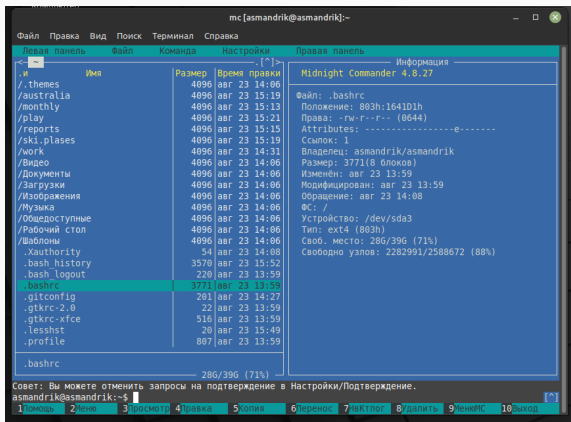 mc [asmandrik@asmandrik]:~
Файл Правка Вид Поиск Терминал Справка
Левая панель Файл Команда Настройки Правая панель
<— ~ .[^]> Информация
.и Имя Размер Время правки Midnight Commander 4.8.27
/.themes 4096 авг 23 14:06
/australia 4096 авг 23 15:19 Файл: .bashrc
/monthly 4096 авг 23 15:13 Положение: 803h:1641D1h
/play 4096 авг 23 15:21 Права: -rw-r--r-- (0644)
/reports 4096 авг 23 15:15 Attributes: -----------------e-------
/ski.plases 4096 авг 23 15:19 Ссылок: 1
/work 4096 авг 23 14:31 Владелец: asmandrik/asmandrik
/Видео 4096 авг 23 14:06 Размер: 3771(8 блоков)
/Документы 4096 авг 23 14:06 Изменён: авг 23 13:59
/Загрузки 4096 авг 23 14:06 Модифицирован: авг 23 13:59
/Изображения 4096 авг 23 14:06 Обращение: авг 23 14:08
/Музыка 4096 авг 23 14:06 ФС: /
/Общедоступные 4096 авг 23 14:06 Устройство: /dev/sda3
/Рабочий стол 4096 авг 23 14:06 Тип: ext4 (803h)
/Шаблоны 4096 авг 23 14:06 Своб. место: 28G/39G (71%)
.Xauthority 54 авг 23 14:08 Свободно узлов: 2282991/2588672 (88%)
.bash_history 3570 авг 23 15:52
.bash_logout 220 авг 23 13:59
.bashrc 3771 авг 23 13:59
.gitconfig 201 авг 23 14:27
.gtkrc-2.0 22 авг 23 13:59
.gtkrc-xfce 516 авг 23 13:59
.lesshst 20 авг 23 15:49
.profile 807 авг 23 13:59
.bashrc
28G/39G (71%)
Совет: Вы можете отменить запросы на подтверждение в Настройки/Подтверждение.
asmandrik@asmandrik:~$ [^]
1Помощь 2Меню 3Просмотр 4Правка 5Копия 6Перенос 7НвКтлог 8Удалить 9МенюMC 10Выход